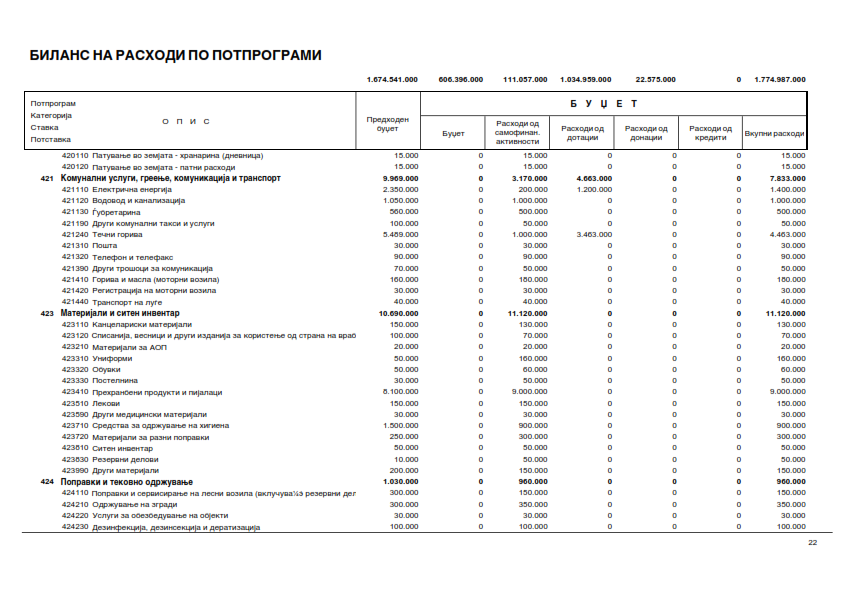 БИЛАНС НА РАСХОДИ ПО ПОТПРОГРАМИ
1.674.541.000 606.396.000 111.057.000 1.034.959.000 22.575.000 0 1.774.987.000
Потпрограм
Категорија
Ставка
Потставка
О П И С
Предходен буџет
Б У Џ Е Т
Буџет
Расходи од самофинан. активности
Расходи од дотации
Расходи од донации
Расходи од кредити
Вкупни расходи
420110 Патување во земјата - хранарина (дневница) 15.000 0 15.000 0 0 0 15.000
420120 Патување во земјата - патни расходи 15.000 0 15.000 0 0 0 15.000
421 Комунални услуги, греење, комуникација и транспорт 9.969.000 0 3.170.000 4.663.000 0 0 7.833.000
421110 Електрична енергија 2.350.000 0 200.000 1.200.000 0 0 1.400.000
421120 Водовод и канализација 1.050.000 0 1.000.000 0 0 0 1.000.000
421130 Ѓубретарина 560.000 0 500.000 0 0 0 500.000
421190 Други комунални такси и услуги 100.000 0 50.000 0 0 0 50.000
421240 Течни горива 5.489.000 0 1.000.000 3.463.000 0 0 4.463.000
421310 Пошта 30.000 0 30.000 0 0 0 30.000
421320 Телефон и телефакс 90.000 0 90.000 0 0 0 90.000
421390 Други трошоци за комуникација 70.000 0 50.000 0 0 0 50.000
421410 Горива и масла (моторни возила) 160.000 0 180.000 0 0 0 180.000
421420 Регистрација на моторни возила 30.000 0 30.000 0 0 0 30.000
421440 Транспорт на луѓе 40.000 0 40.000 0 0 0 40.000
423 Материјали и ситен инвентар 10.690.000 0 11.120.000 0 0 0 11.120.000
423110 Канцелариски материјали 150.000 0 130.000 0 0 0 130.000
423120 Списанија, весници и други изданија за користење од страна на враб 100.000 0 70.000 0 0 0 70.000
423210 Материјали за АОП 20.000 0 20.000 0 0 0 20.000
423310 Униформи 50.000 0 160.000 0 0 0 160.000
423320 Обувки 50.000 0 60.000 0 0 0 60.000
423330 Постелнина 30.000 0 50.000 0 0 0 50.000
423410 Прехранбени продукти и пијалаци 8.100.000 0 9.000.000 0 0 0 9.000.000
423510 Лекови 150.000 0 150.000 0 0 0 150.000
423590 Други медицински материјали 30.000 0 30.000 0 0 0 30.000
423710 Средства за одржување на хигиена 1.500.000 0 900.000 0 0 0 900.000
423720 Материјали за разни поправки 250.000 0 300.000 0 0 0 300.000
423810 Ситен инвентар 50.000 0 50.000 0 0 0 50.000
423830 Резервни делови 10.000 0 50.000 0 0 0 50.000
423990 Други материјали 200.000 0 150.000 0 0 0 150.000
424 Поправки и тековно одржување 1.030.000 0 960.000 0 0 0 960.000
424110 Поправки и сервисирање на лесни возила (вклучува¼э резервни дел 300.000 0 150.000 0 0 0 150.000
424210 Одржување на згради 300.000 0 350.000 0 0 0 350.000
424220 Услуги за обезбедување на објекти 30.000 0 30.000 0 0 0 30.000
424230 Дезинфекција, дезинсекција и дератизација 100.000 0 100.000 0 0 0 100.000
22